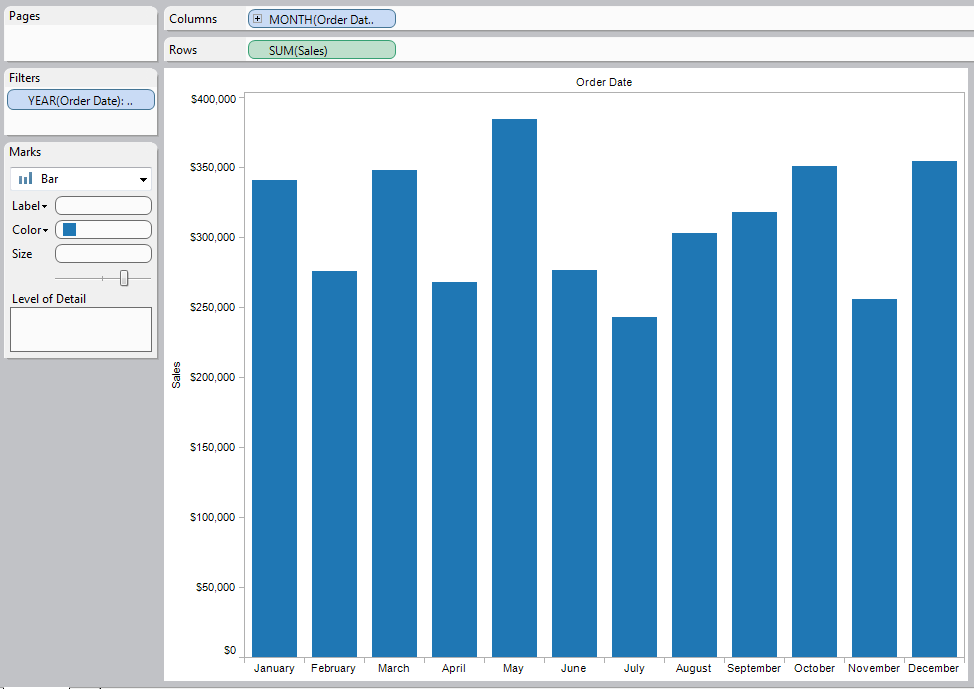 Pages
Columns
MONTH(Order Dat..
Rows
SUM(Sales)
Filters
YEAR(Order Date): ..
Marks
Bar
Label
Color
Size
Level of Detail
Order Date
$400,000
$350,000
$300,000
$250,000
$200,000
$150,000
$100,000
$50,000
$0
Sales
January February March April May June July August September October November December